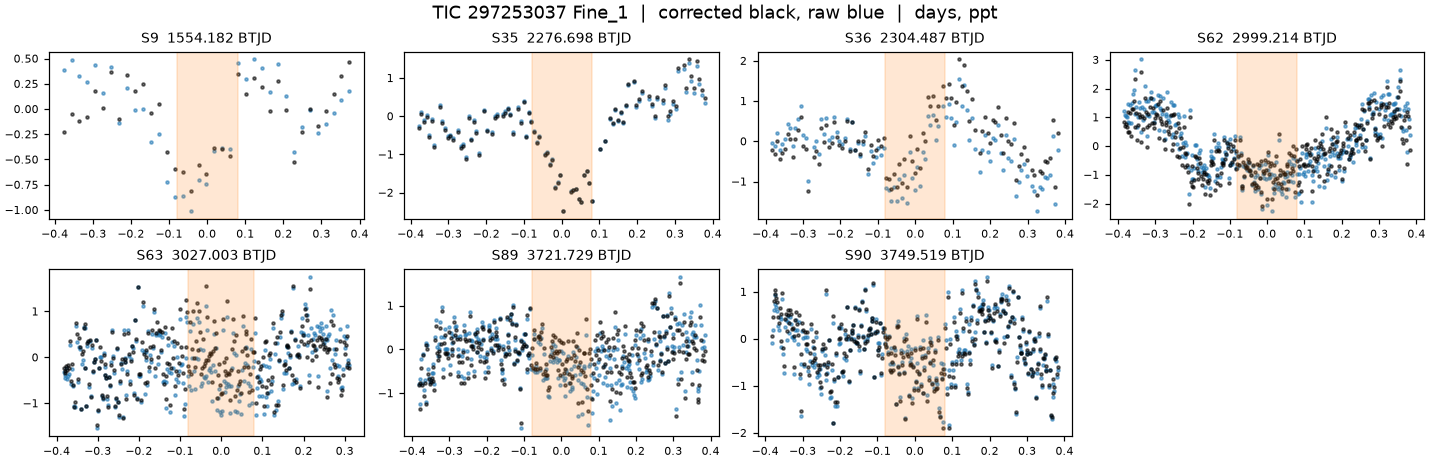 TIC 297253037 Fine_1 | corrected black, raw blue | days, ppt
S9 1554.182 BTJD
S35 2276.698 BTJD
S36 2304.487 BTJD
S62 2999.214 BTJD
0.50
0.25
0.00
−0.25
−0.50
−0.75
−1.00
−0.4 −0.3 −0.2 −0.1 0.0 0.1 0.2 0.3 0.4
1
0
−1
−2
−0.4 −0.3 −0.2 −0.1 0.0 0.1 0.2 0.3 0.4
2
1
0
−1
−0.4 −0.3 −0.2 −0.1 0.0 0.1 0.2 0.3 0.4
3
2
1
0
−1
−2
−0.4 −0.3 −0.2 −0.1 0.0 0.1 0.2 0.3 0.4
S63 3027.003 BTJD
S89 3721.729 BTJD
S90 3749.519 BTJD
1
0
−1
−0.4 −0.3 −0.2 −0.1 0.0 0.1 0.2 0.3
1
0
−1
−0.4 −0.3 −0.2 −0.1 0.0 0.1 0.2 0.3 0.4
1
0
−1
−2
−0.4 −0.3 −0.2 −0.1 0.0 0.1 0.2 0.3 0.4